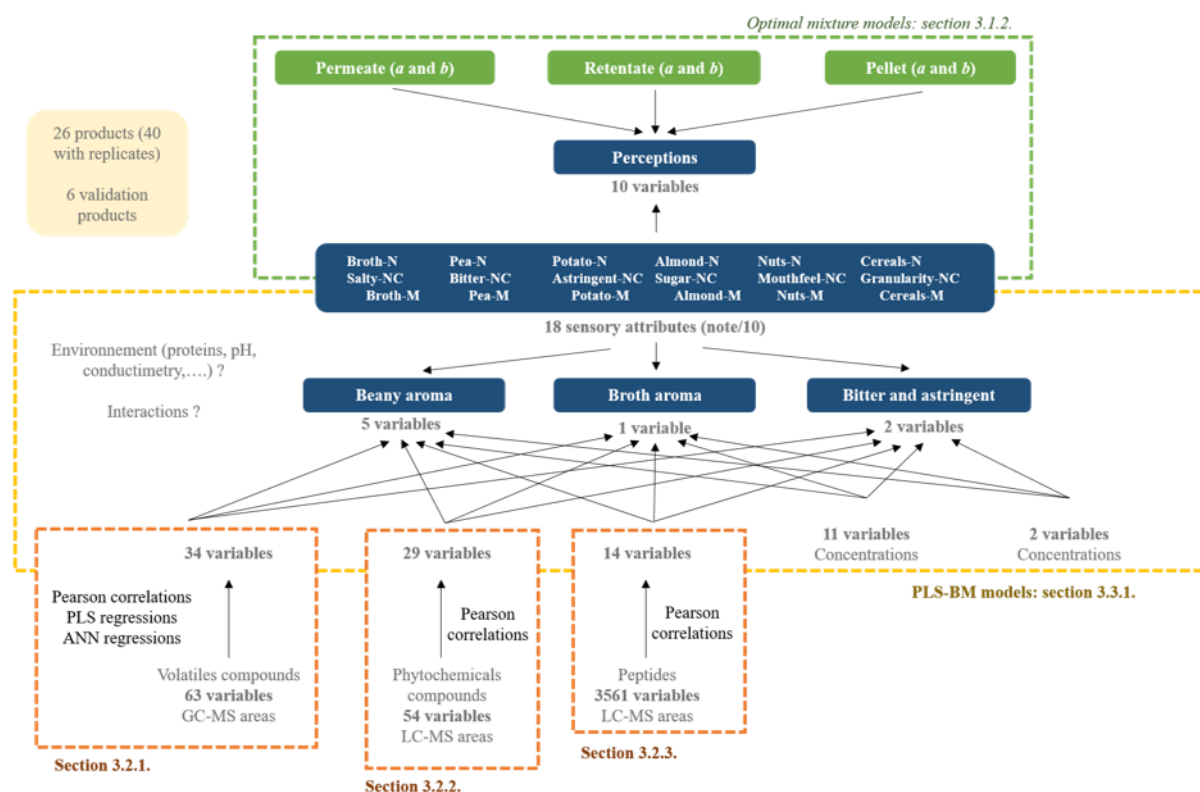 Optimal mixture models: section 3.1.2.
Permeate (a and b)
Retentate (a and b)
Pellet (a and b)
26 products (40
with replicates)
6 validation
products
Perceptions
10 variables
Broth-N Pea-N Potato-N Almond-N Nuts-N Cereals-N
Salty-NC Bitter-NC Astringent-NC Sugar-NC Mouthfeel-NC Granularity-NC
Broth-M Pea-M Potato-M Almond-M Nuts-M Cereals-M
18 sensory attributes (note/10)
Environnement (proteins, pH,
conductimetry,….) ?
Interactions ?
Beany aroma
Broth aroma
Bitter and astringent
5 variables
1 variable
2 variables
34 variables
29 variables
14 variables
11 variables
Concentrations
2 variables
Concentrations
PLS-BM models: section 3.3.1.
Pearson correlations
PLS regressions
ANN regressions
Pearson
correlations
Pearson
correlations
Volatiles compounds
63 variables
GC-MS areas
Phytochemicals
compounds
54 variables
LC-MS areas
Peptides
3561 variables
LC-MS areas
Section 3.2.1.
Section 3.2.2.
Section 3.2.3.